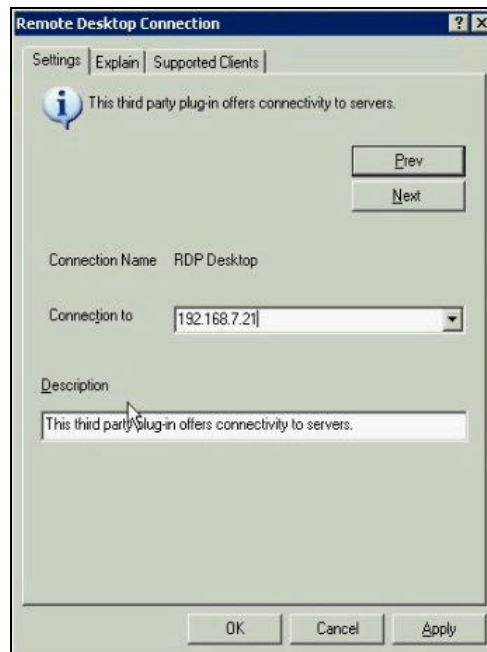 Remote Desktop Connection
Settings Explain Supported Clients
This third party plug-in offers connectivity to servers.
Prev
Next
Connection Name RDP Desktop
Connection to 192.168.7.21
Description
This third party plug-in offers connectivity to servers.
OK Cancel Apply